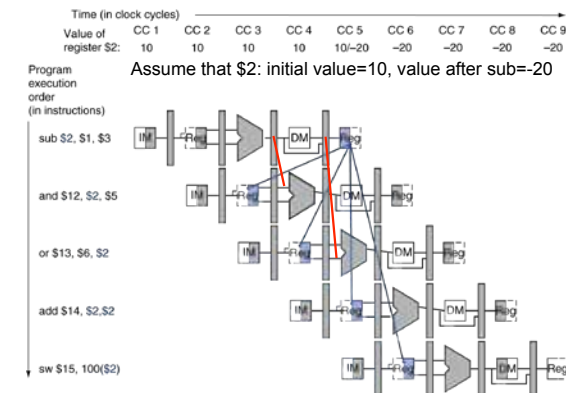 Time (in clock cycles)
Value of register $2:
CC 1 CC 2 CC 3 CC 4 CC 5 CC 6 CC 7 CC 8 CC 9
10 10 10 10 10/–20 –20 –20 –20 –20
Assume that $2: initial value=10, value after sub=-20
Program
execution
order
(in instructions)
sub $2, $1, $3 IM Reg DM Reg
and $12, $2, $5 IM Reg DM Reg
or $13, $6, $2 IM Reg DM Reg
add $14, $2,$2 IM Reg DM Reg
sw $15, 100($2) IM Reg DM Reg